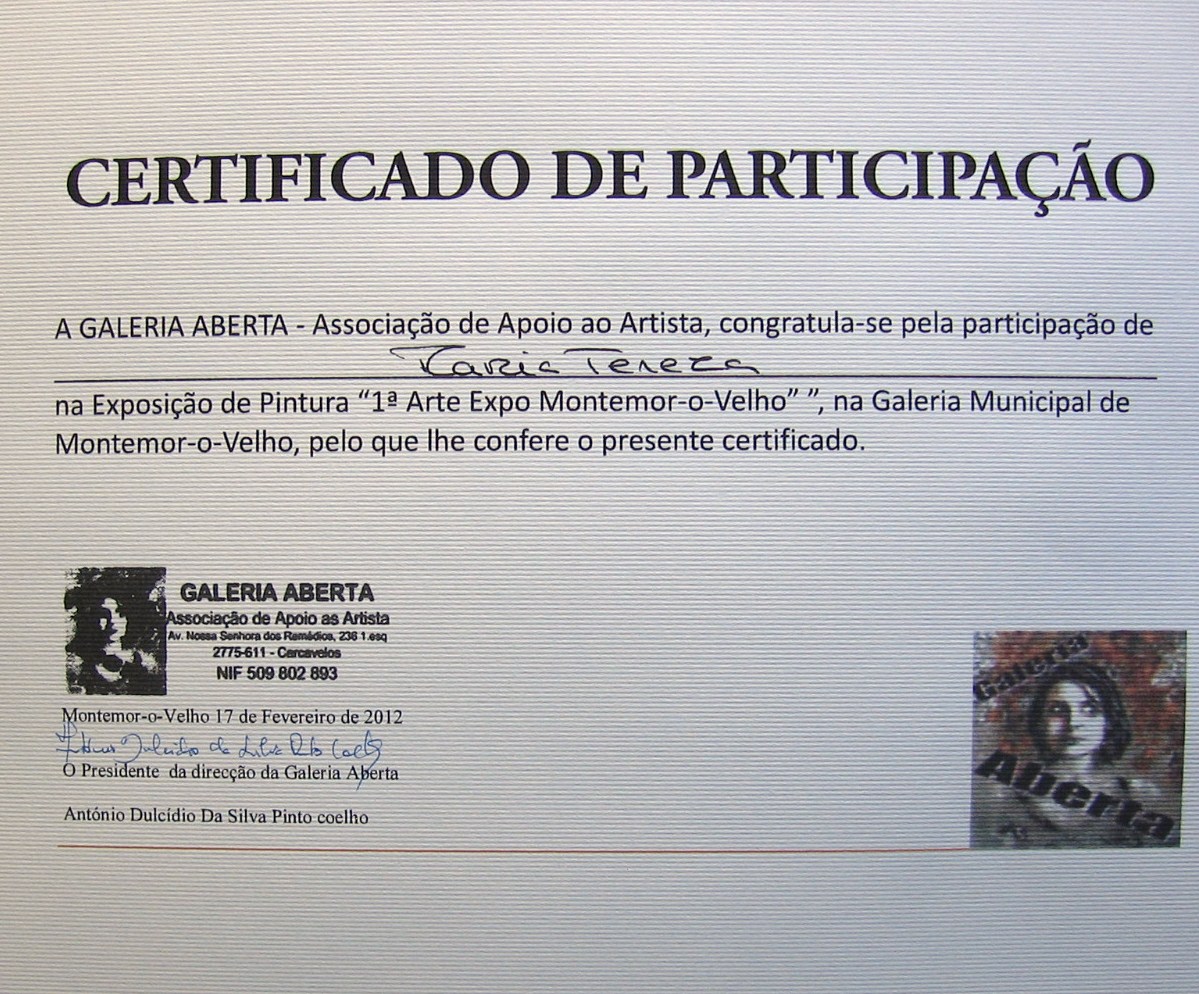 CERTIFICADO DE PARTICIPAÇÃO
A GALERIA ABERTA - Associação de Apoio ao Artista, congratula-se pela participação de
Maria Tereza
na Exposição de Pintura “1ª Arte Expo Montemor-o-Velho” ”, na Galeria Municipal de
Montemor-o-Velho, pelo que lhe confere o presente certificado.
GALERIA ABERTA
Associação de Apoio as Artista
Av. Nossa Senhora dos Remédios, 236 1.esq
2775-611 - Carcavelos
NIF 509 802 893
Montemor-o-Velho 17 de Fevereiro de 2012
O Presidente da direcção da Galeria Aberta
António Dulcídio Da Silva Pinto coelho
Galeria
Aberta